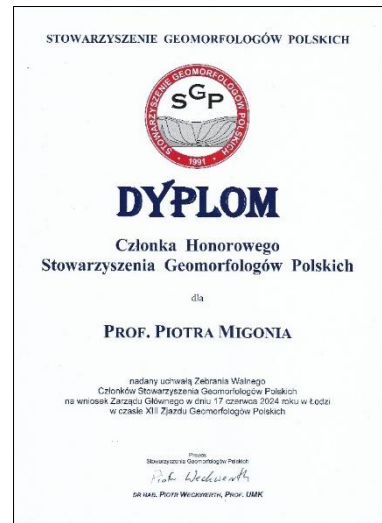 STOWARZYSZENIE GEOMORFOLOGÓW POLSKICH
STOWARZYSZENIE GEOMORFOLOGÓW POLSKICH
SGP
• 1991 •
DYPLOM
Członka Honorowego
Stowarzyszenia Geomorfologów Polskich
dla
PROF. PIOTRA MIGONIA
nadany uchwałą Zebrania Walnego
Członków Stowarzyszenia Geomorfologów Polskich
na wniosek Zarządu Głównego w dniu 17 czerwca 2024 roku w Łodzi
w czasie XIII Zjazdu Geomorfologów Polskich
Prezes
Stowarzyszenia Geomorfologów Polskich
Piotr Weckwerth
DR HAB. PIOTR WECKWERTH, PROF. UMK